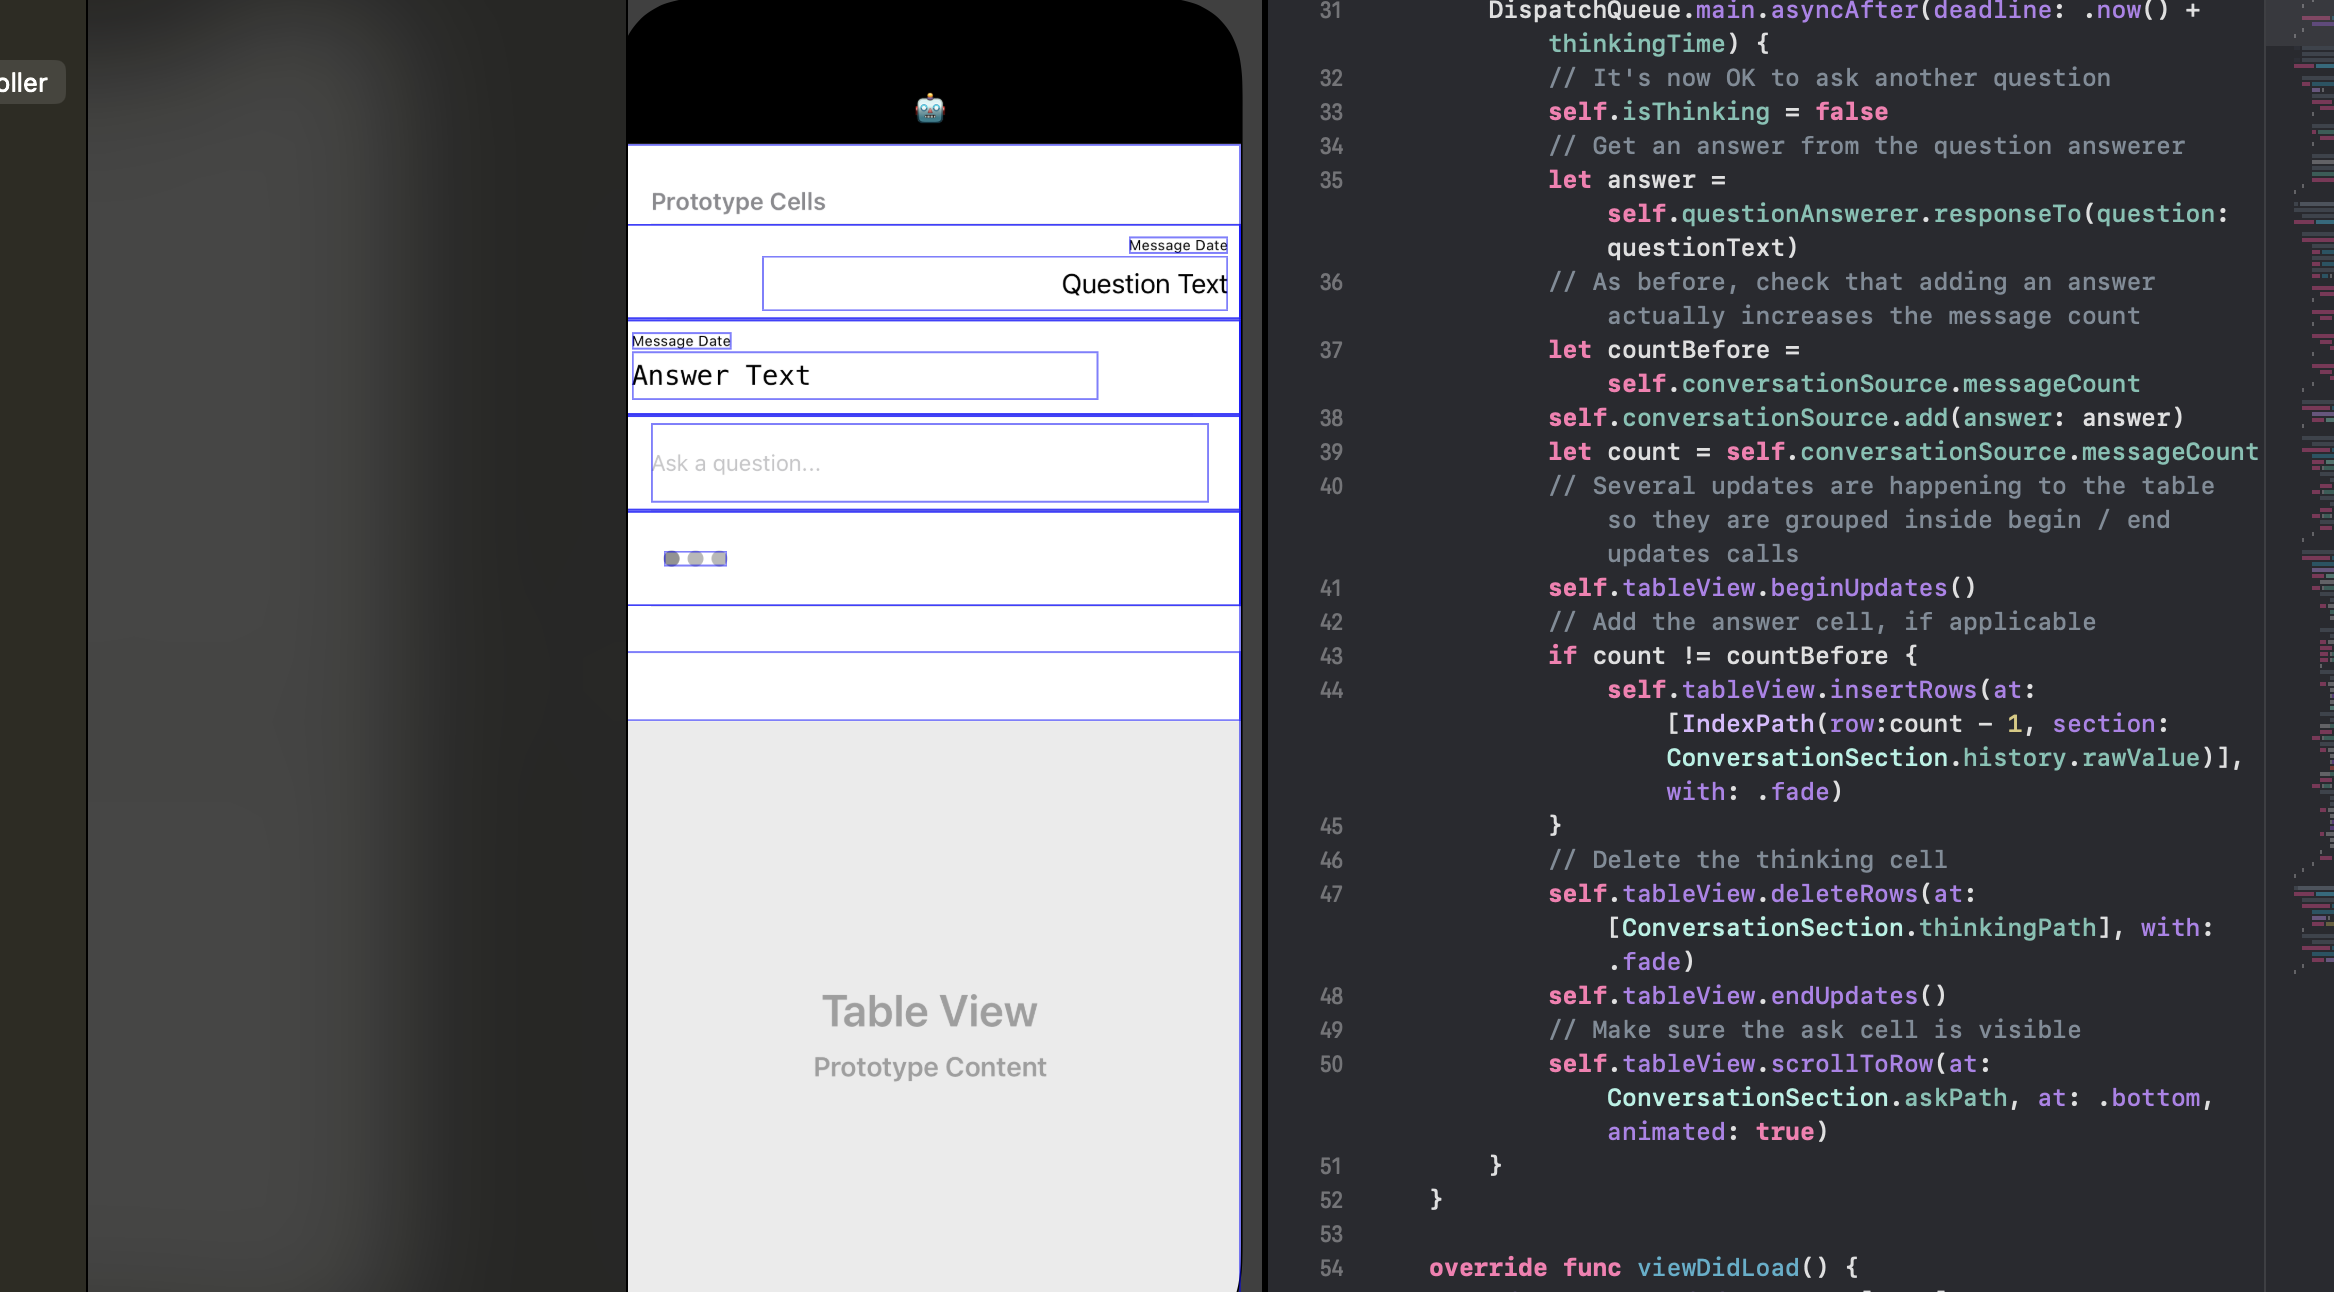 oller
Prototype Cells
Message Date
Question Text
Message Date
Answer Text
Ask a question...
Table View
Prototype Content
31 DispatchQueue.main.asyncAfter(deadline: .now() +
thinkingTime) {
32 // It's now OK to ask another question
33 self.isThinking = false
34 // Get an answer from the question answerer
35 let answer =
self.questionAnswerer.responseTo(question:
questionText)
36 // As before, check that adding an answer
actually increases the message count
37 let countBefore =
self.conversationSource.messageCount
38 self.conversationSource.add(answer: answer)
39 let count = self.conversationSource.messageCount
40 // Several updates are happening to the table
so they are grouped inside begin / end
updates calls
41 self.tableView.beginUpdates()
42 // Add the answer cell, if applicable
43 if count != countBefore {
44 self.tableView.insertRows(at:
[IndexPath(row:count - 1, section:
ConversationSection.history.rawValue)],
with: .fade)
45 }
46 // Delete the thinking cell
47 self.tableView.deleteRows(at:
[ConversationSection.thinkingPath], with:
.fade)
48 self.tableView.endUpdates()
49 // Make sure the ask cell is visible
50 self.tableView.scrollToRow(at:
ConversationSection.askPath, at: .bottom,
animated: true)
51 }
52 }
53
54 override func viewDidLoad() {